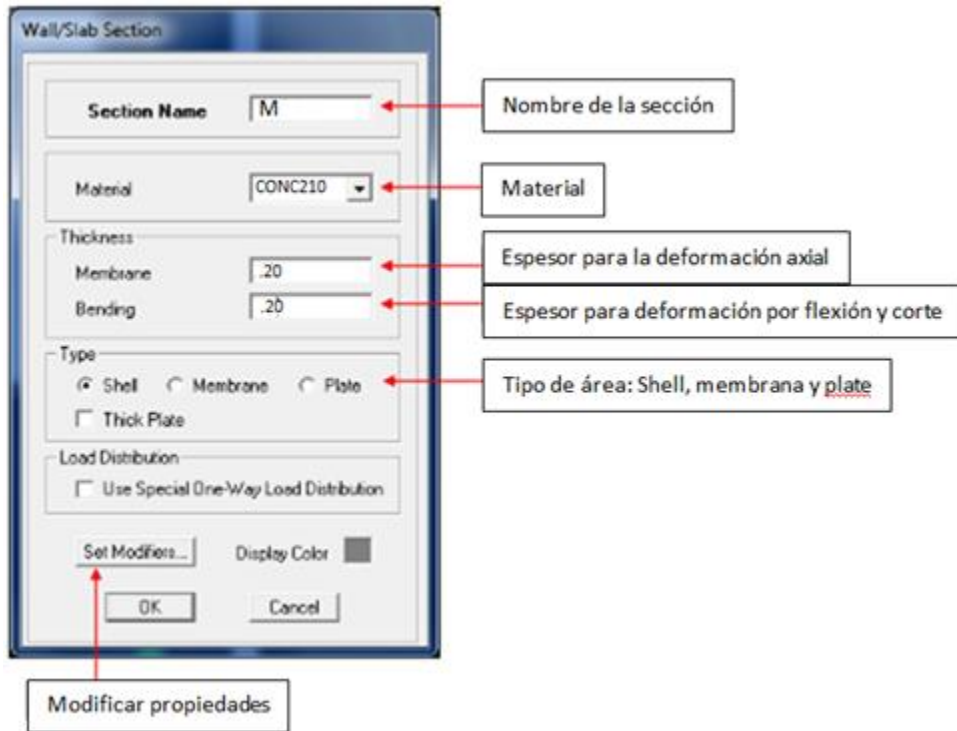 Wall/Slab Section
Section Name M
Nombre de la sección
Material CONC210
Material
Thickness
Membrane .20
Espesor para la deformación axial
Bending .20
Espesor para deformación por flexión y corte
Type
Shell Membrane Plate
Tipo de área: Shell, membrana y plate
Thick Plate
Load Distribution
Use Special One-Way Load Distribution
Set Modifiers... Display Color
OK Cancel
Modificar propiedades